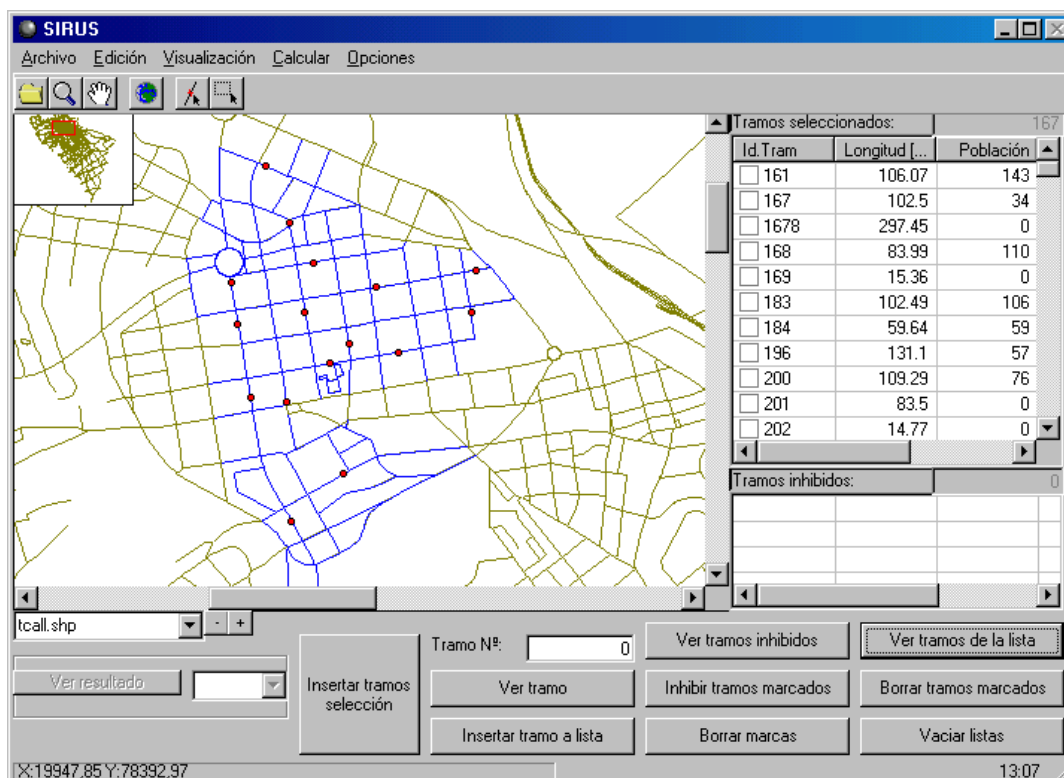 SIRUS
Archivo Edición Visualización Calcular Opciones
Tramos seleccionados: 167
Id.Tram Longitud [... Población
161 106.07 143
167 102.5 34
1678 297.45 0
168 83.99 110
169 15.36 0
183 102.49 106
184 59.64 59
196 131.1 57
200 109.29 76
201 83.5 0
202 14.77 0
Tramos inhibidos: 0
tcall.shp - +
Ver resultado
Insertar tramos selección
Tramo Nº: 0
Ver tramo
Insertar tramo a lista
Ver tramos inhibidos
Inhibir tramos marcados
Borrar marcas
Ver tramos de la lista
Borrar tramos marcados
Vaciar listas
X:19947,85 Y:78392,97
13:07